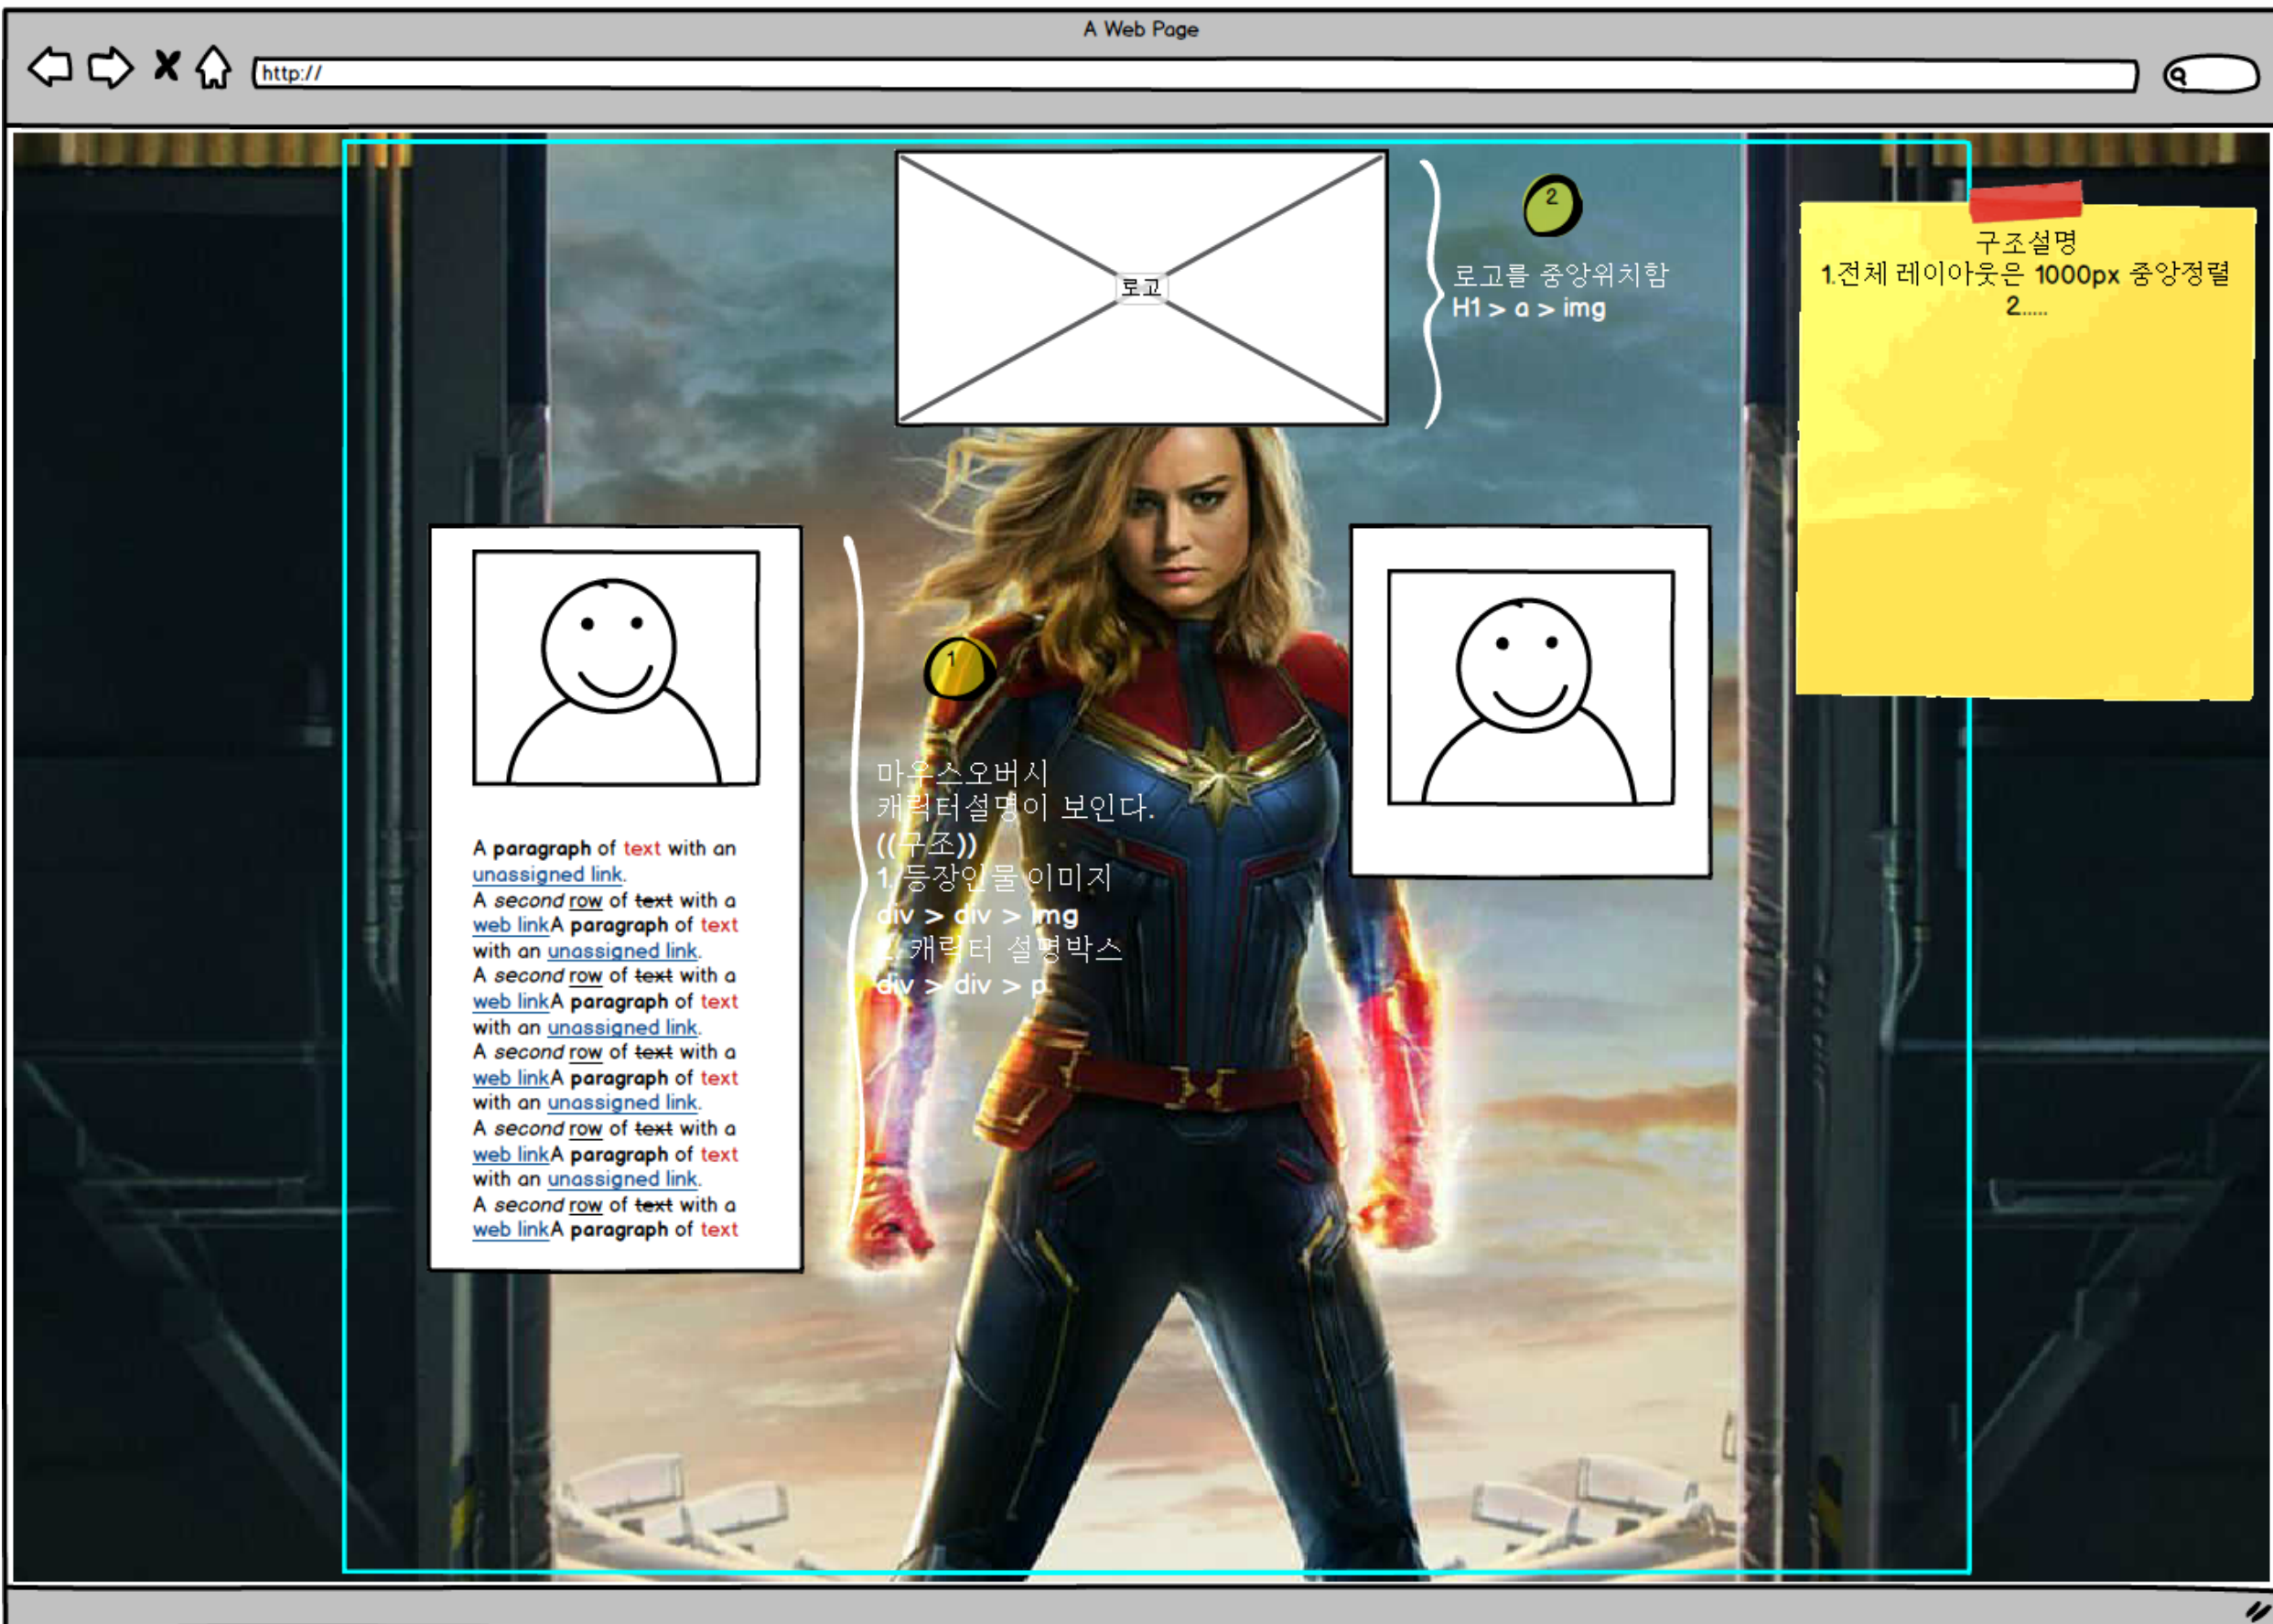 A Web Page
http://
로고
2
로고를 중앙위치함
H1 > a > img
구조설명
1.전체 레이아웃은 1000px 중앙정렬
2.....
1
마우스오버시
캐릭터설명이 보인다.
((구조))
1. 등장인물 이미지
div > div > img
2. 캐릭터 설명박스
div > div > p
A paragraph of text with an
unassigned link.
A second row of text with a
web linkA paragraph of text
with an unassigned link.
A second row of text with a
web linkA paragraph of text
with an unassigned link.
A second row of text with a
web linkA paragraph of text
with an unassigned link.
A second row of text with a
web linkA paragraph of text
with an unassigned link.
A second row of text with a
web linkA paragraph of text